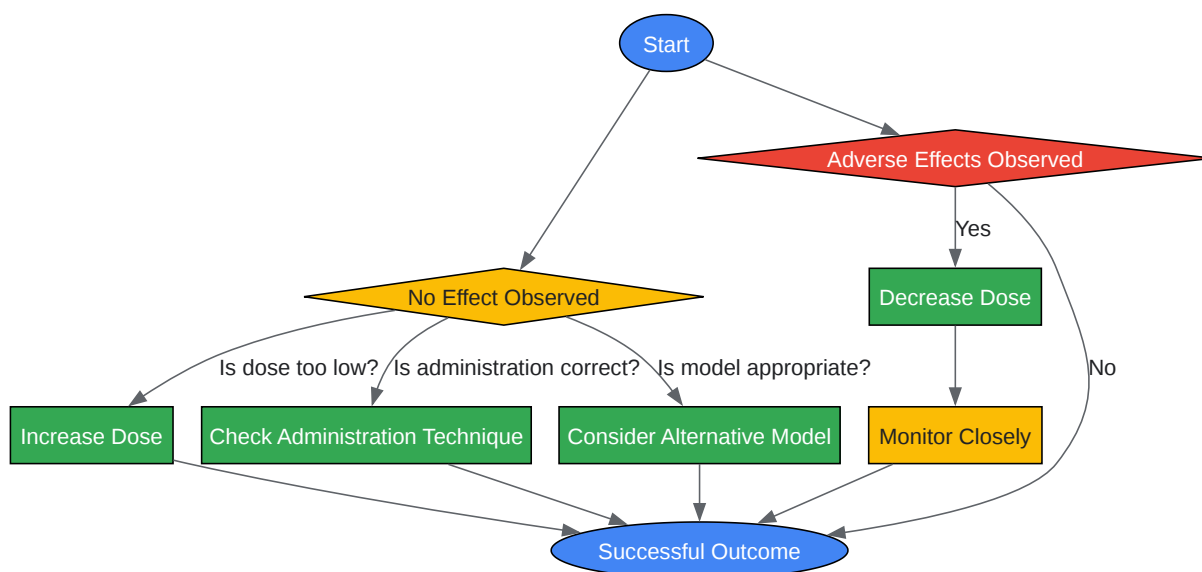 Start
Adverse Effects Observed
Yes
No Effect Observed
Decrease Dose
Is dose too low?
Is administration correct?
Is model appropriate?
No
Increase Dose
Check Administration Technique
Consider Alternative Model
Monitor Closely
Successful Outcome